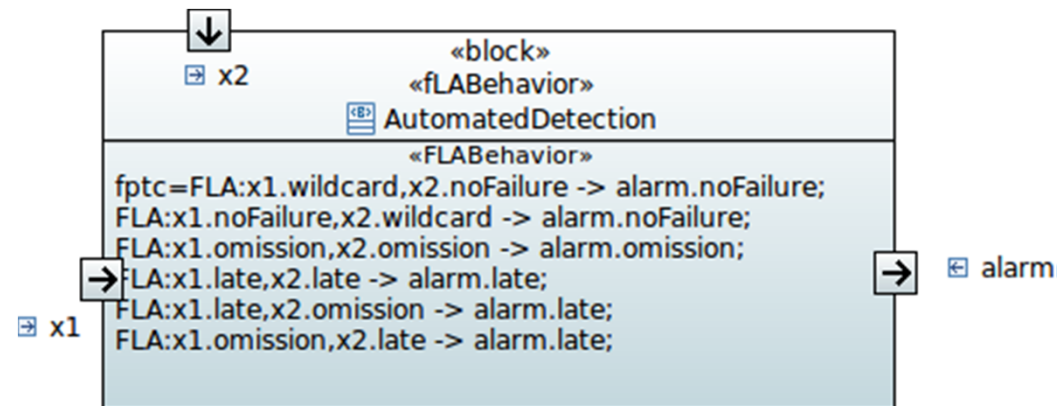 «block»
x2
«fLABehavior»
AutomatedDetection
«FLABehavior»
fptc=FLA:x1.wildcard,x2.noFailure -> alarm.noFailure;
FLA:x1.noFailure,x2.wildcard -> alarm.noFailure;
FLA:x1.omission,x2.omission -> alarm.omission;
FLA:x1.late,x2.late -> alarm.late;
alarm
FLA:x1.late,x2.omission -> alarm.late;
x1
FLA:x1.omission,x2.late -> alarm.late;